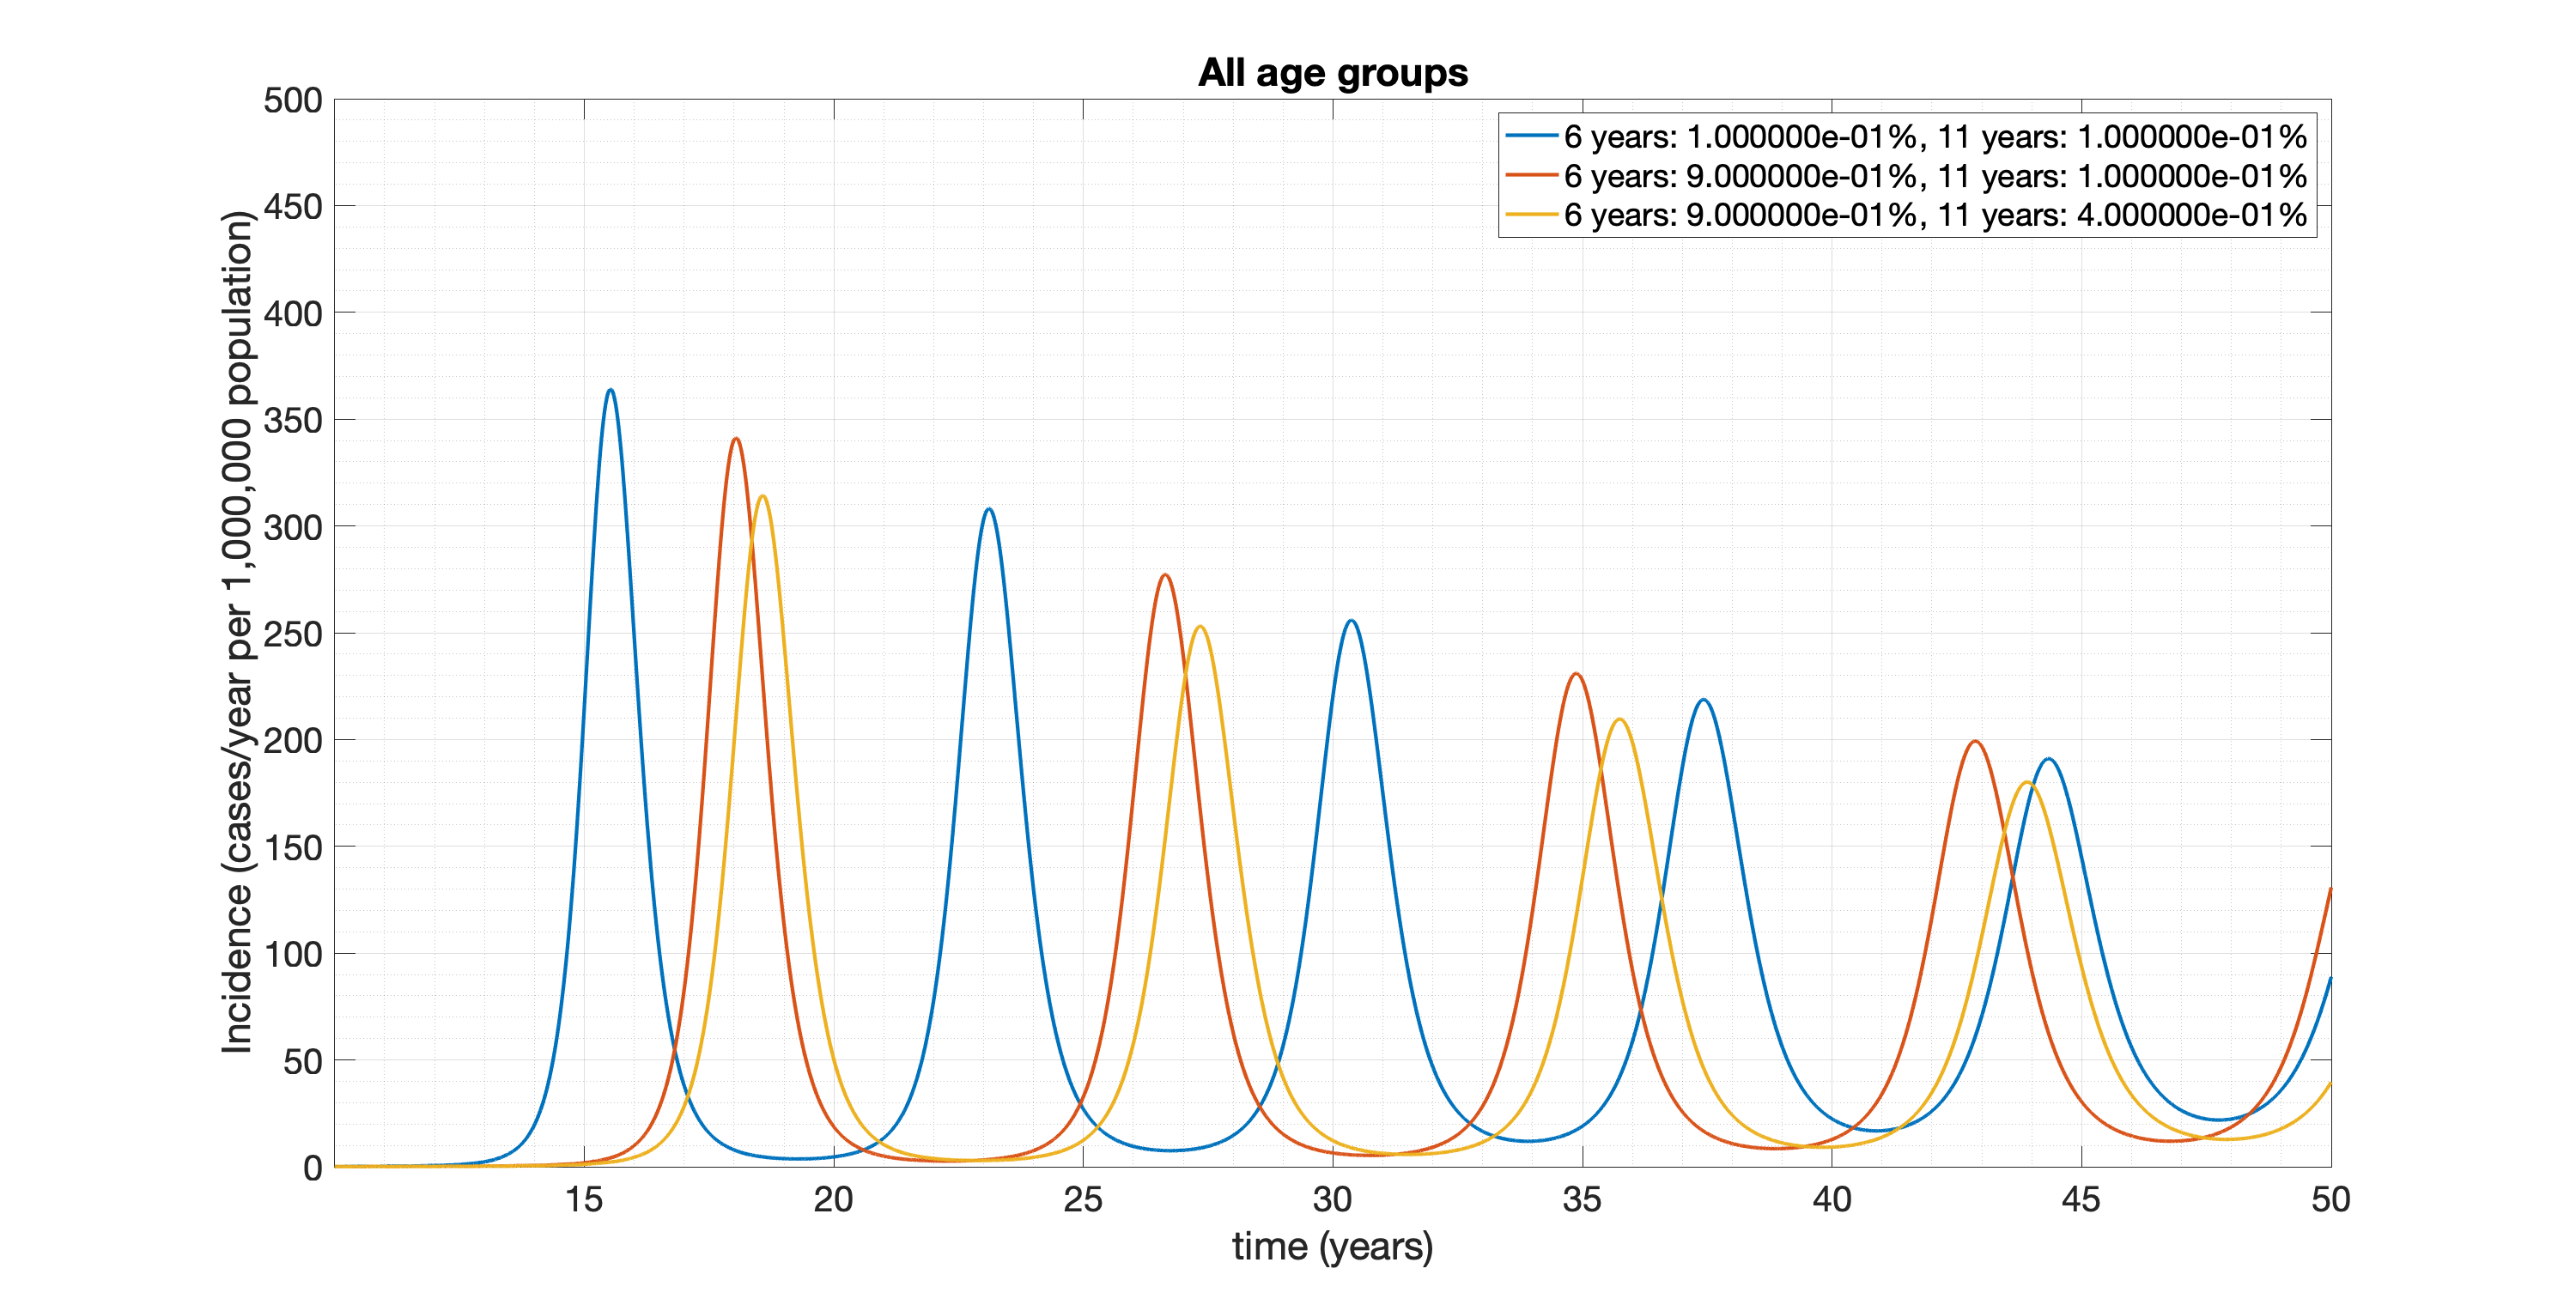 All age groups
6 years: 1.000000e-01%, 11 years: 1.000000e-01%
6 years: 9.000000e-01%, 11 years: 1.000000e-01%
6 years: 9.000000e-01%, 11 years: 4.000000e-01%
Incidence (cases/year per 1,000,000 population)
500
450
400
350
300
250
200
150
100
50
0
15 20 25 30 35 40 45 50
time (years)